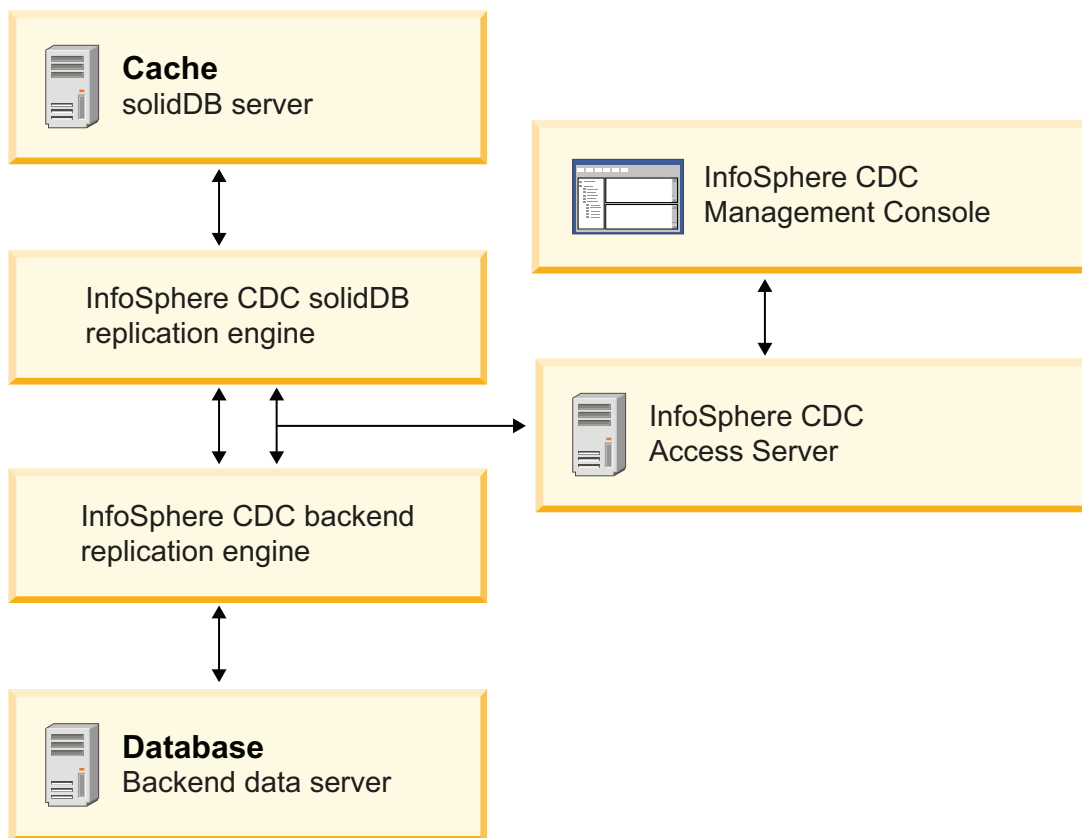 Cache
solidDB server
InfoSphere CDC
Management Console
InfoSphere CDC solidDB
replication engine
InfoSphere CDC
Access Server
InfoSphere CDC backend
replication engine
Database
Backend data server